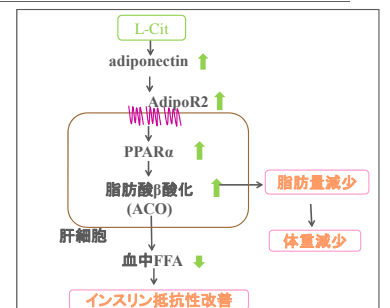 L-Cit
adiponectin
AdipoR2
PPARα
脂肪酸β酸化
(ACO)
脂肪量減少
肝細胞
体重減少
血中FFA
インスリン抵抗性改善